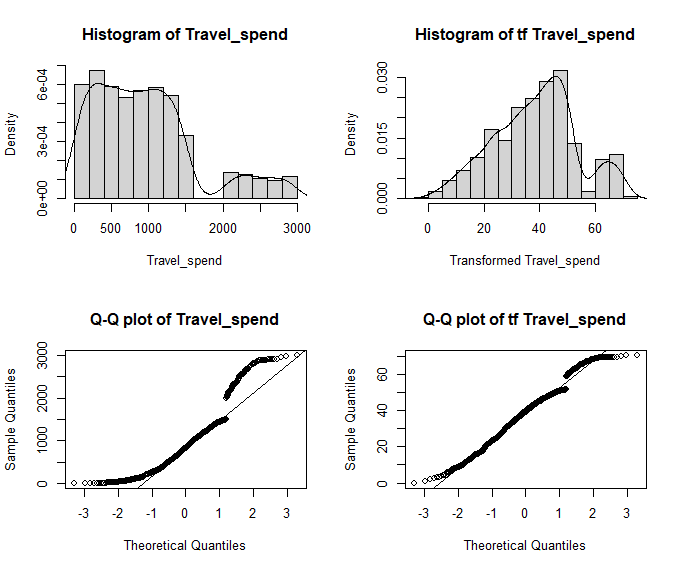 Histogram of Travel_spend
Density
0e+00 3e-04 6e-04
0 500 1000 2000 3000
Travel_spend
Histogram of tf Travel_spend
Density
0.000 0.015 0.030
0 20 40 60
Transformed Travel_spend
Q-Q plot of Travel_spend
Sample Quantiles
0 1000 2000 3000
-3 -2 -1 0 1 2 3
Theoretical Quantiles
Q-Q plot of tf Travel_spend
Sample Quantiles
0 20 40 60
-3 -2 -1 0 1 2 3
Theoretical Quantiles